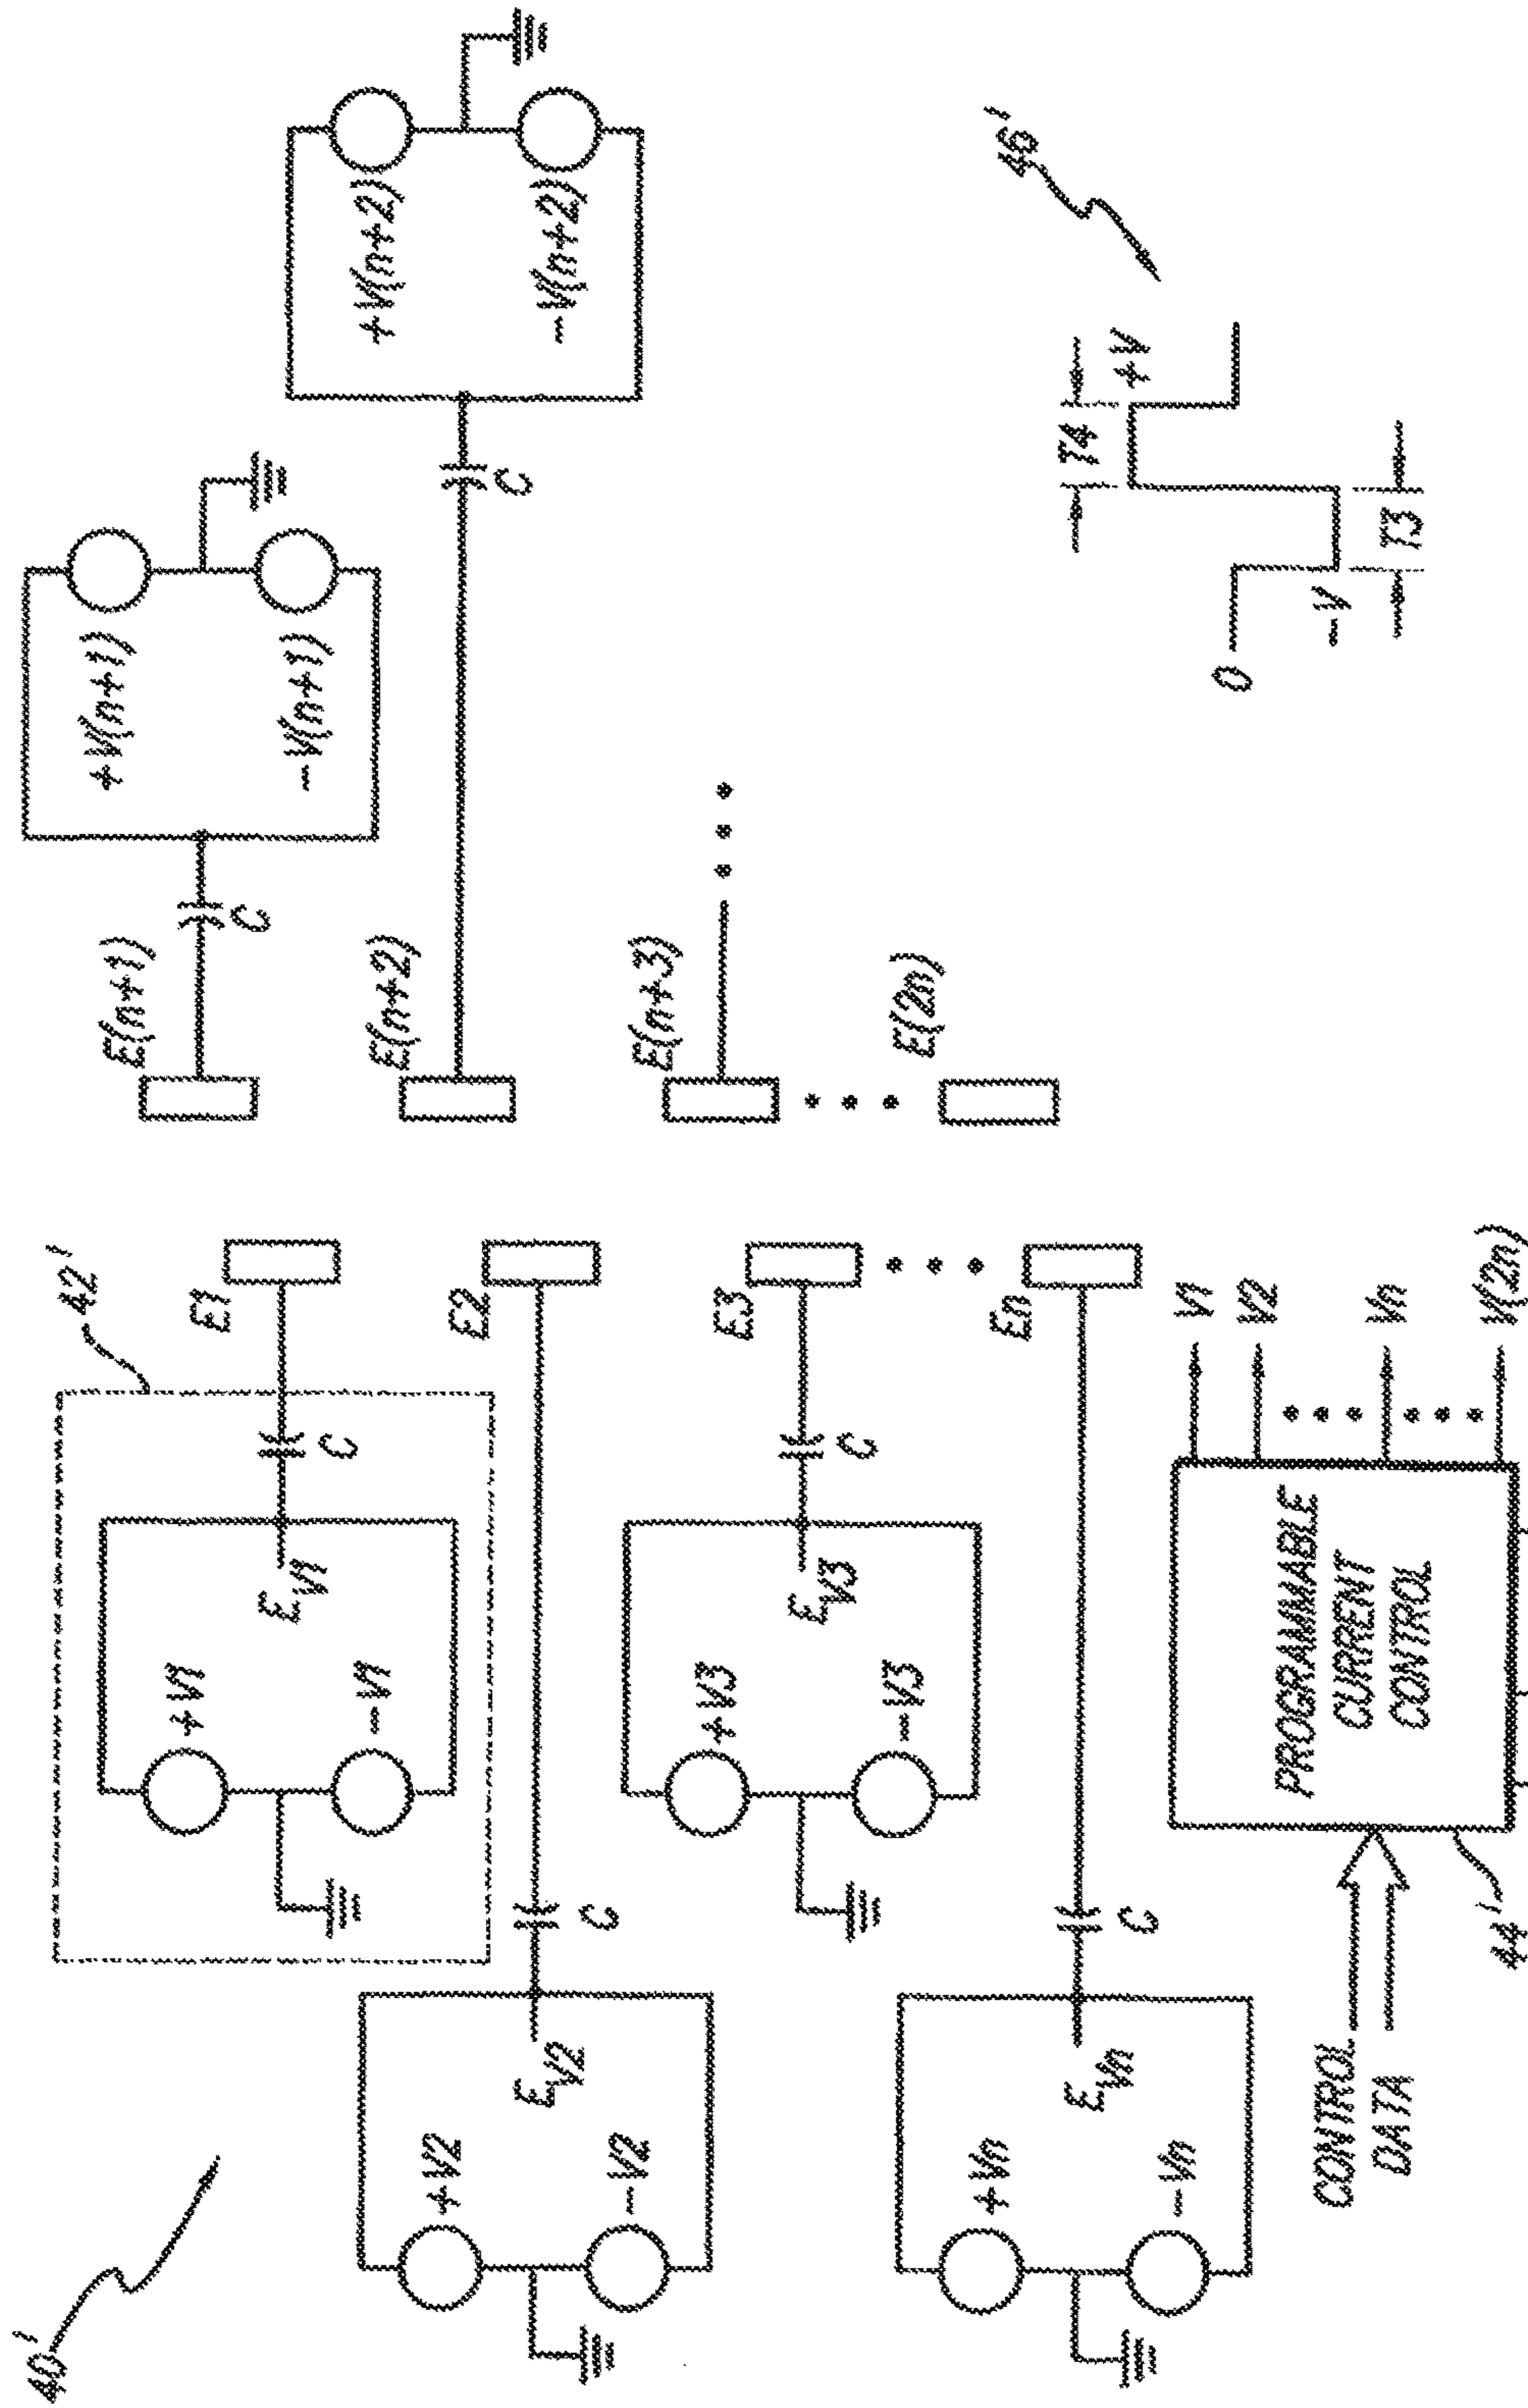 40'
42'
+V1
-V1
EV1
C
E1
+V2
-V2
EV2
C
E2
+V3
-V3
EV3
C
E3
+Vn
-Vn
EVn
C
En
E(n+1)
C
+V(n+1)
-V(n+1)
E(n+2)
C
+V(n+2)
-V(n+2)
E(n+3)
E(2n)
CONTROL
DATA
PROGRAMMABLE
CURRENT
CONTROL
44'
V1
V2
Vn
V(2n)
46'
0
-V
T3
T4
+V